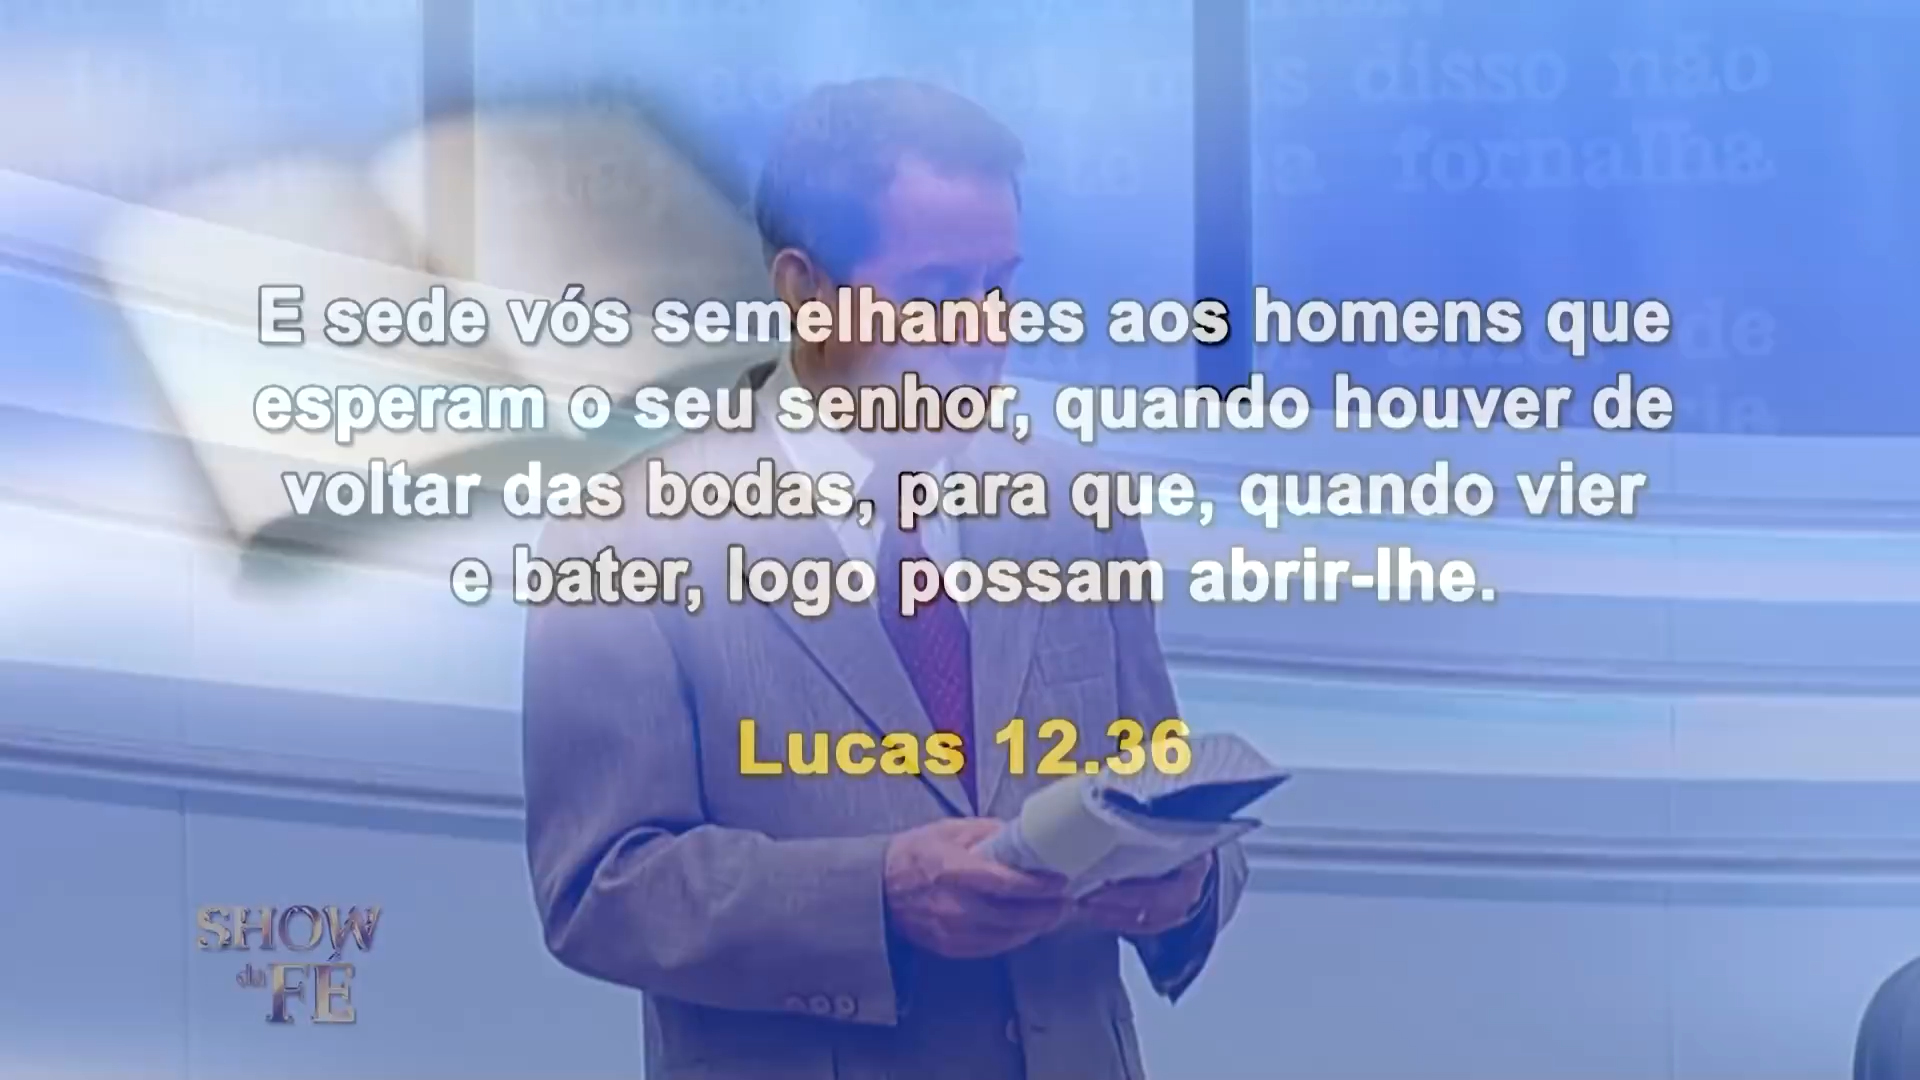 disso não
fornalha
E sede vós semelhantes aos homens que
esperam o seu senhor, quando houver de
voltar das bodas, para que, quando vier
e bater, logo possam abrir-lhe.
Lucas 12.36
SHOW
da FÉ